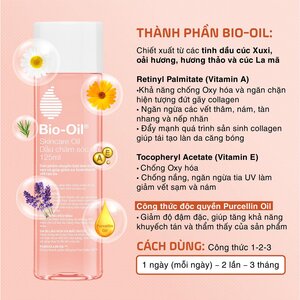 THÀNH PHẦN BIO-OIL:
Chiết xuất từ các tinh dầu cúc Xuxi,
oải hương, hương thảo và cúc La mã
Retinyl Palmitate (Vitamin A)
•Khả năng chống Oxy hóa và ngăn chặn
hiện tượng đứt gãy collagen
• Ngăn ngừa các vết thâm, nám, tàn
nhang và nếp nhăn
• Đẩy mạnh quá trình sản sinh collagen
giúp tái tạo làn da căng bóng
Tocopheryl Acetate (Vitamin E)
•Chống Oxy hóa
•Chống nắng, ngăn ngừa tia UV làm
giảm vết sạm và nám
Công thức độc quyền Purcellin Oil
•Giảm độ đậm đặc, giúp tăng khả năng
khuyếch tán và thẩm thấu của sản phẩm
CÁCH DÙNG: Công thức 1-2-3
1 ngày (mỗi ngày) – 2 lần – 3 tháng
Bio-Oil®
Skincare Oil
Dầu chăm sóc da
125ml
A
E
Purcellin Oil